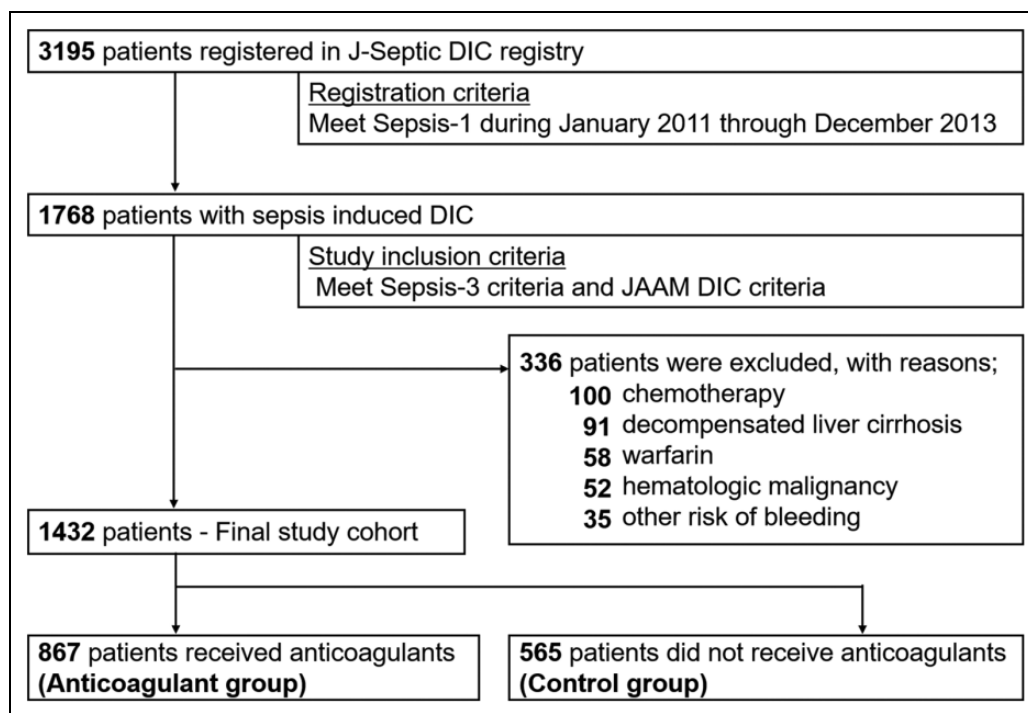 3195 patients registered in J-Septic DIC registry
Registration criteria
Meet Sepsis-1 during January 2011 through December 2013
1768 patients with sepsis induced DIC
Study inclusion criteria
Meet Sepsis-3 criteria and JAAM DIC criteria
336 patients were excluded, with reasons;
100 chemotherapy
91 decompensated liver cirrhosis
58 warfarin
52 hematologic malignancy
35 other risk of bleeding
1432 patients - Final study cohort
867 patients received anticoagulants
(Anticoagulant group)
565 patients did not receive anticoagulants
(Control group)